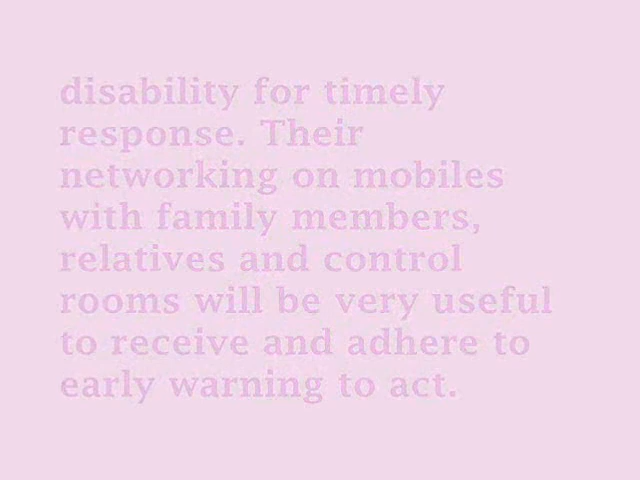 disability for timely
response. Their
networking on mobiles
with family members,
relatives and control
rooms will be very useful
to receive and adhere to
early warning to act.